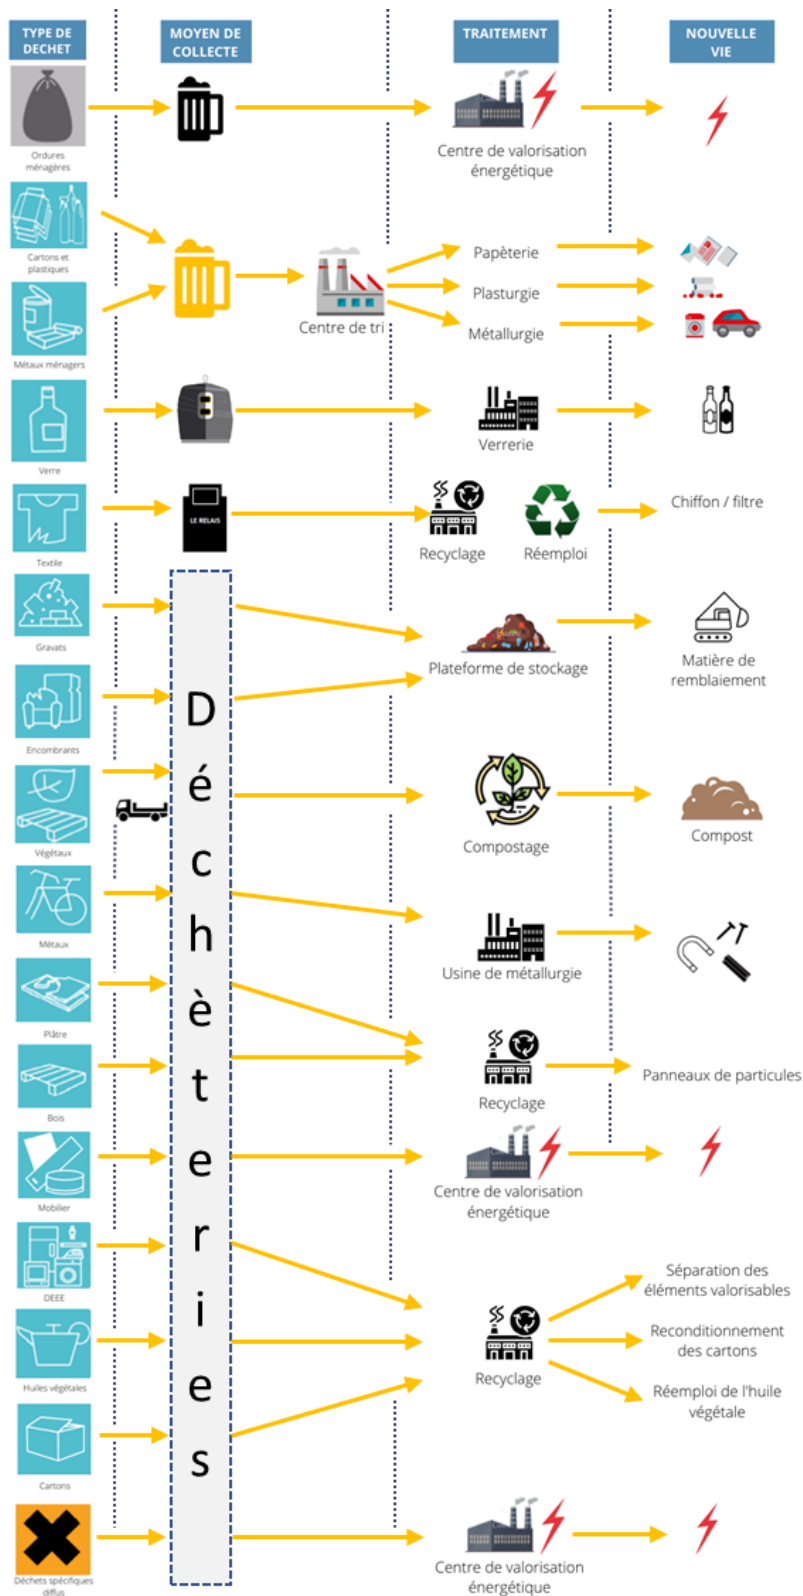 TYPE DE
DECHET
MOYEN DE
COLLECTE
TRAITEMENT
NOUVELLE
VIE
Ordures
ménagères
Centre de valorisation
énergétique
Cartons et
plastiques
Métaux ménagers
Centre de tri
Papèterie
Plasturgie
Métallurgie
Verre
Verrerie
Textile
LE RELAIS
Recyclage
Réemploi
Chiffon / filtre
Déchèteries
Gravats
Plateforme de stockage
Matière de
remblaiement
Encombrants
Végétaux
Compostage
Compost
Métaux
Usine de métallurgie
Plâtre
Bois
Recyclage
Panneaux de particules
Mobilier
Centre de valorisation
énergétique
DEEE
Huiles végétales
Cartons
Recyclage
Séparation des
éléments valorisables
Reconditionnement
des cartons
Réemploi de l'huile
végétale
Déchets spécifiques
diffus
Centre de valorisation
énergétique